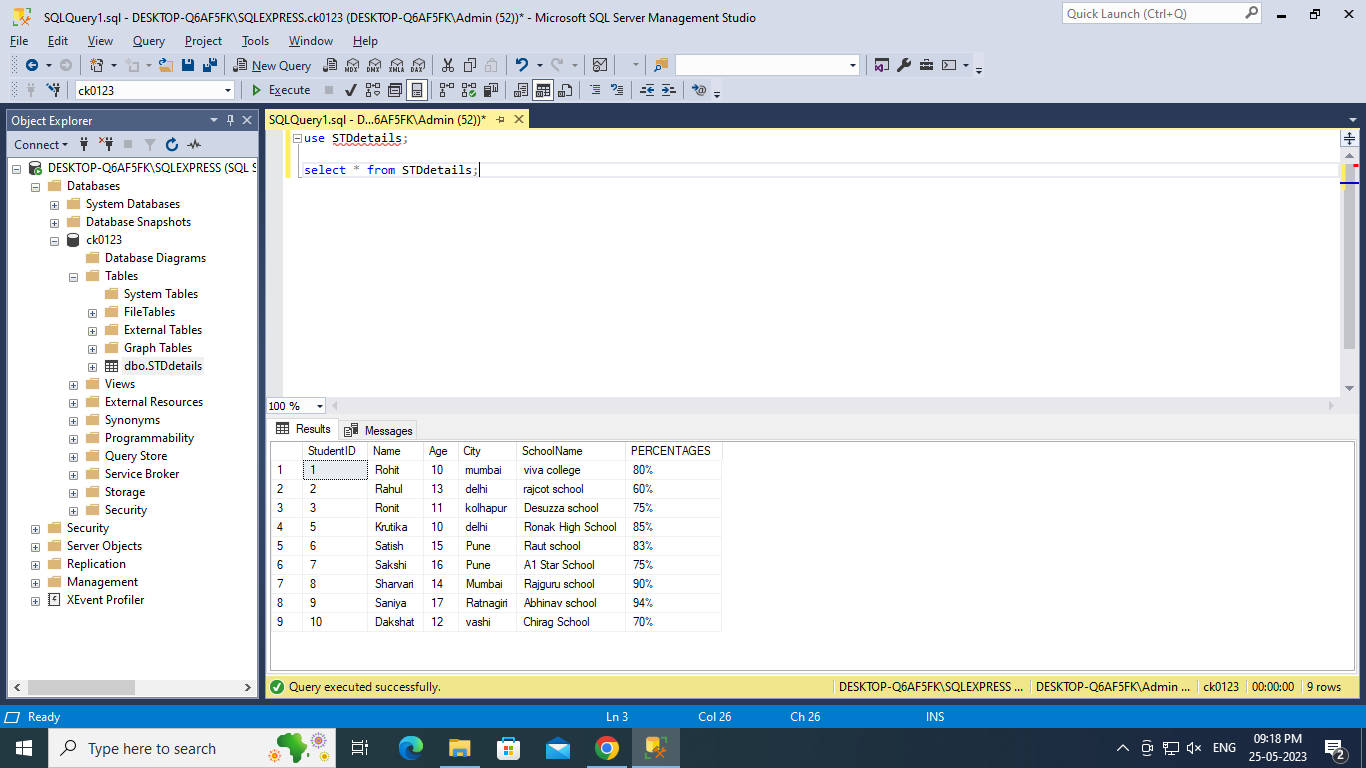 SQLQuery1.sql - DESKTOP-Q6AF5FK\SQLEXPRESS.ck0123 (DESKTOP-Q6AF5FK\Admin (52))* - Microsoft SQL Server Management Studio
Quick Launch (Ctrl+Q)
File Edit View Query Project Tools Window Help
New Query MDX DMX XMLA DAX
ck0123 Execute
Object Explorer
SQLQuery1.sql - D...6AF5FK\Admin (52))*
Connect
use STDdetails;
select * from STDdetails;
DESKTOP-Q6AF5FK\SQLEXPRESS (SQL S
Databases
System Databases
Database Snapshots
ck0123
Database Diagrams
Tables
System Tables
FileTables
External Tables
Graph Tables
dbo.STDdetails
Views
External Resources
Synonyms
Programmability
Query Store
Service Broker
Storage
Security
Security
Server Objects
Replication
Management
XEvent Profiler
100 %
Results Messages
StudentID Name Age City SchoolName PERCENTAGES
1 1 Rohit 10 mumbai viva college 80%
2 2 Rahul 13 delhi rajcot school 60%
3 3 Ronit 11 kolhapur Desuzza school 75%
4 5 Krutika 10 delhi Ronak High School 85%
5 6 Satish 15 Pune Raut school 83%
6 7 Sakshi 16 Pune A1 Star School 75%
7 8 Sharvari 14 Mumbai Rajguru school 90%
8 9 Saniya 17 Ratnagiri Abhinav school 94%
9 10 Dakshat 12 vashi Chirag School 70%
Query executed successfully. DESKTOP-Q6AF5FK\SQLEXPRESS ... DESKTOP-Q6AF5FK\Admin ... ck0123 00:00:00 9 rows
Ready Ln 3 Col 26 Ch 26 INS
Type here to search
ENG
09:18 PM
25-05-2023
2